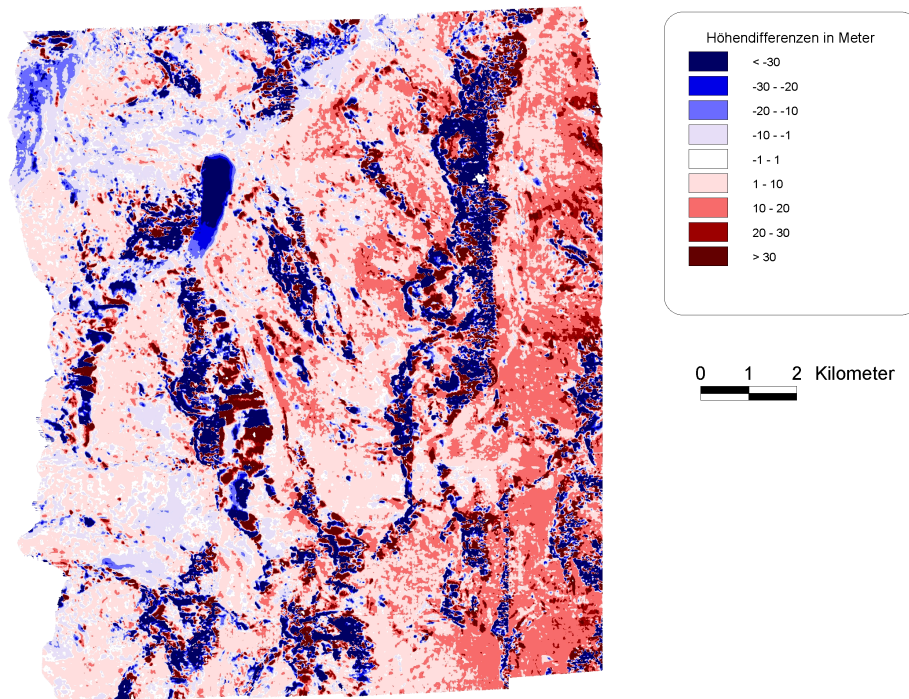 Höhendifferenzen in Meter
< -30
-30 - -20
-20 - -10
-10 - -1
-1 - 1
1 - 10
10 - 20
20 - 30
> 30
0 1 2 Kilometer